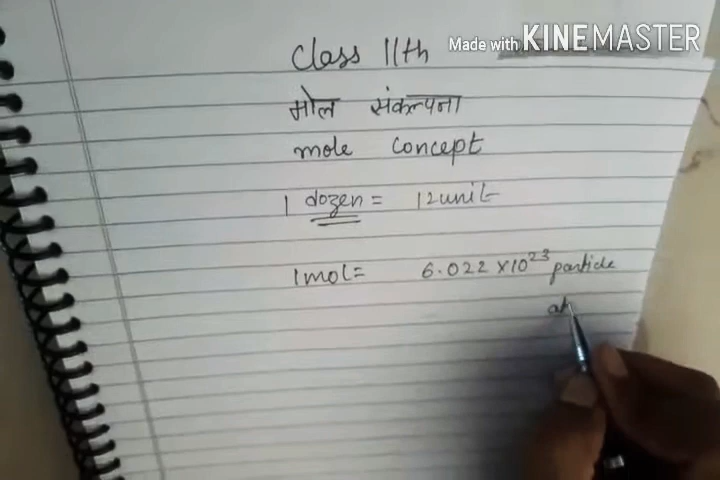 Made with KINEMASTER
Class 11th
मोल संकल्पना
mole concept
1 dozen = 12 unit
1 mol = 6.022 × 10²³ particle